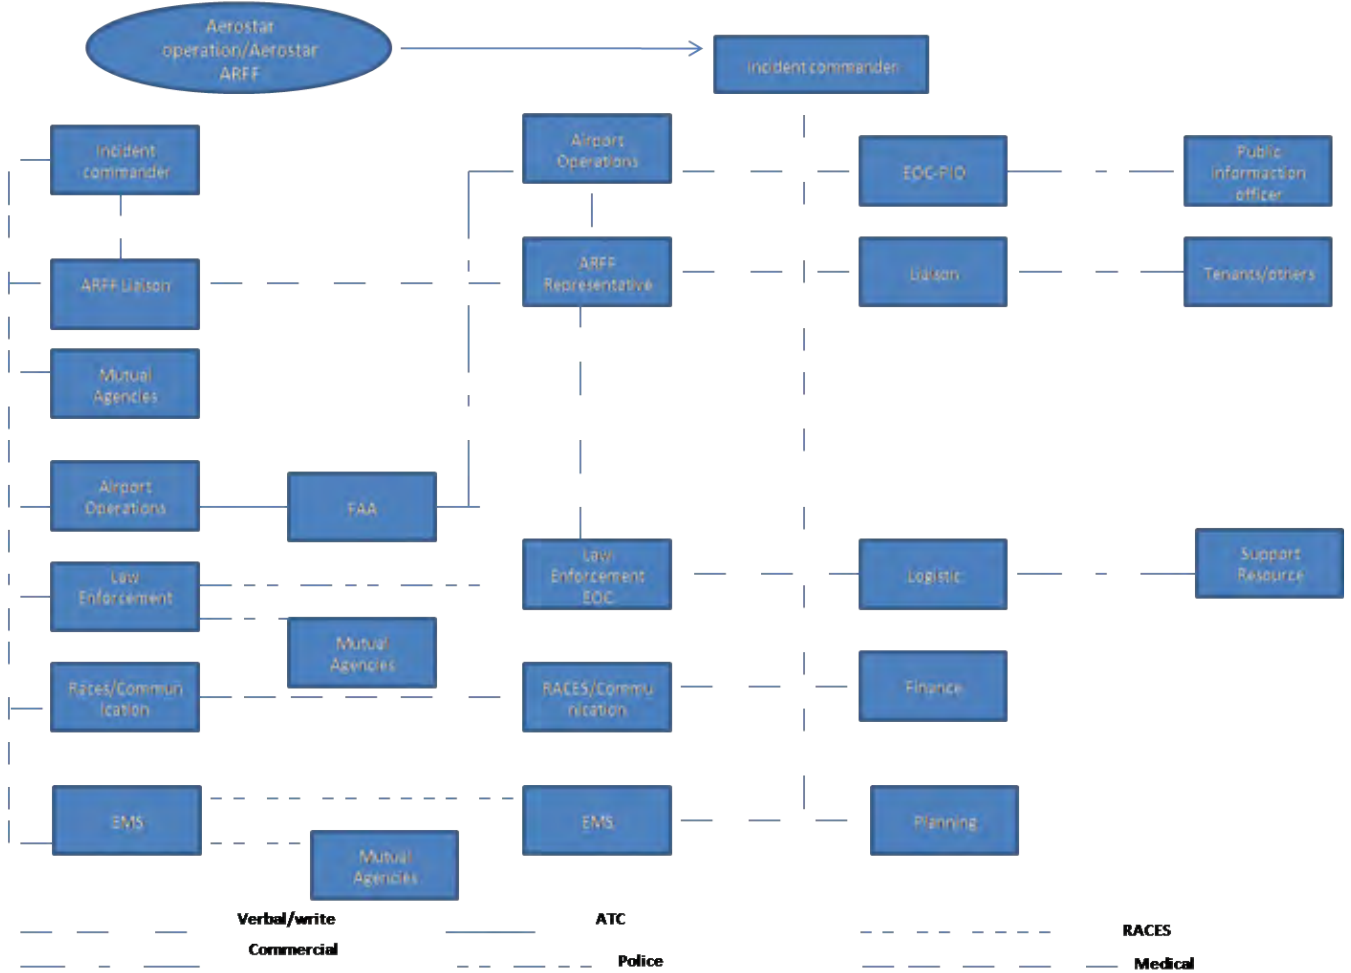 Aerostar
operation/Aerostar
ARFF
Incident commander
Incident
commander
Airport
Operations
EOC-PIO
Public
Informaction
officer
ARFF Liaison
ARFF
Representative
Liaison
Tenants/others
Mutual
Agencies
Airport
Operations
FAA
Law
Enforcement
EOC
Logistic
Support
Resource
Law
Enforcement
Mutual
Agencies
Races/Commun
ication
RACES/Commu
nication
Finance
EMS
EMS
Planning
Mutual
Agencies
Verbal/write
ATC
RACES
Commercial
Police
Medical